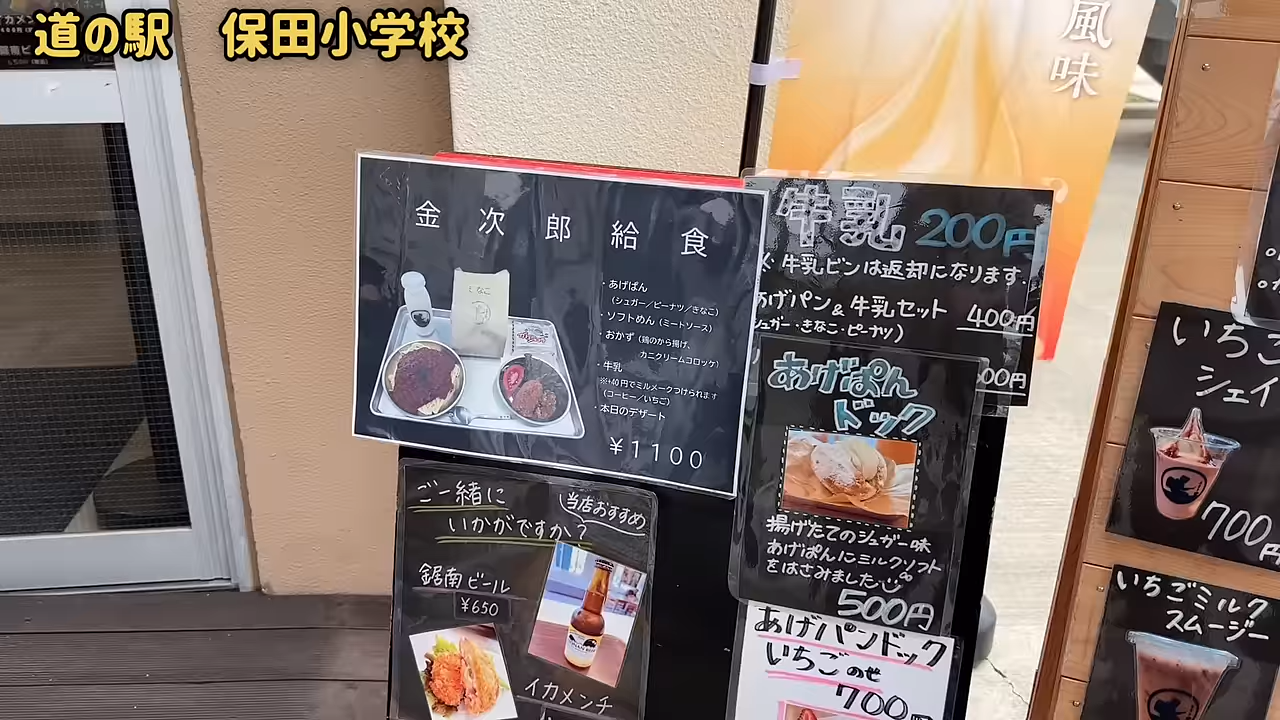 道の駅 保田小学校
風味
金次郎給食
・あげぱん
(シュガー/ピーナツ/きなこ)
・ソフトめん(ミートソース)
・おかず(鶏のから揚げ、
カニクリームコロッケ)
・牛乳
※+40円でミルメークつけられます
(コーヒー/いちご)
・本日のデザート
¥1100
牛乳 200円
※牛乳ビンは返却になります。
あげパン&牛乳セット 400円
シュガー・きなこ・ピーナツ)
00円
あげぱん
ドック
揚げたてのシュガー味
あげぱんにミルクソフト
をはさみました
500円
あげパンドック
いちごのせ
700円
ご一緒に
いかがですか?
当店おすすめ
鋸南ビール
¥650
イカメンチ
いちご
シェイ
700円
いちごミルク
スムージー